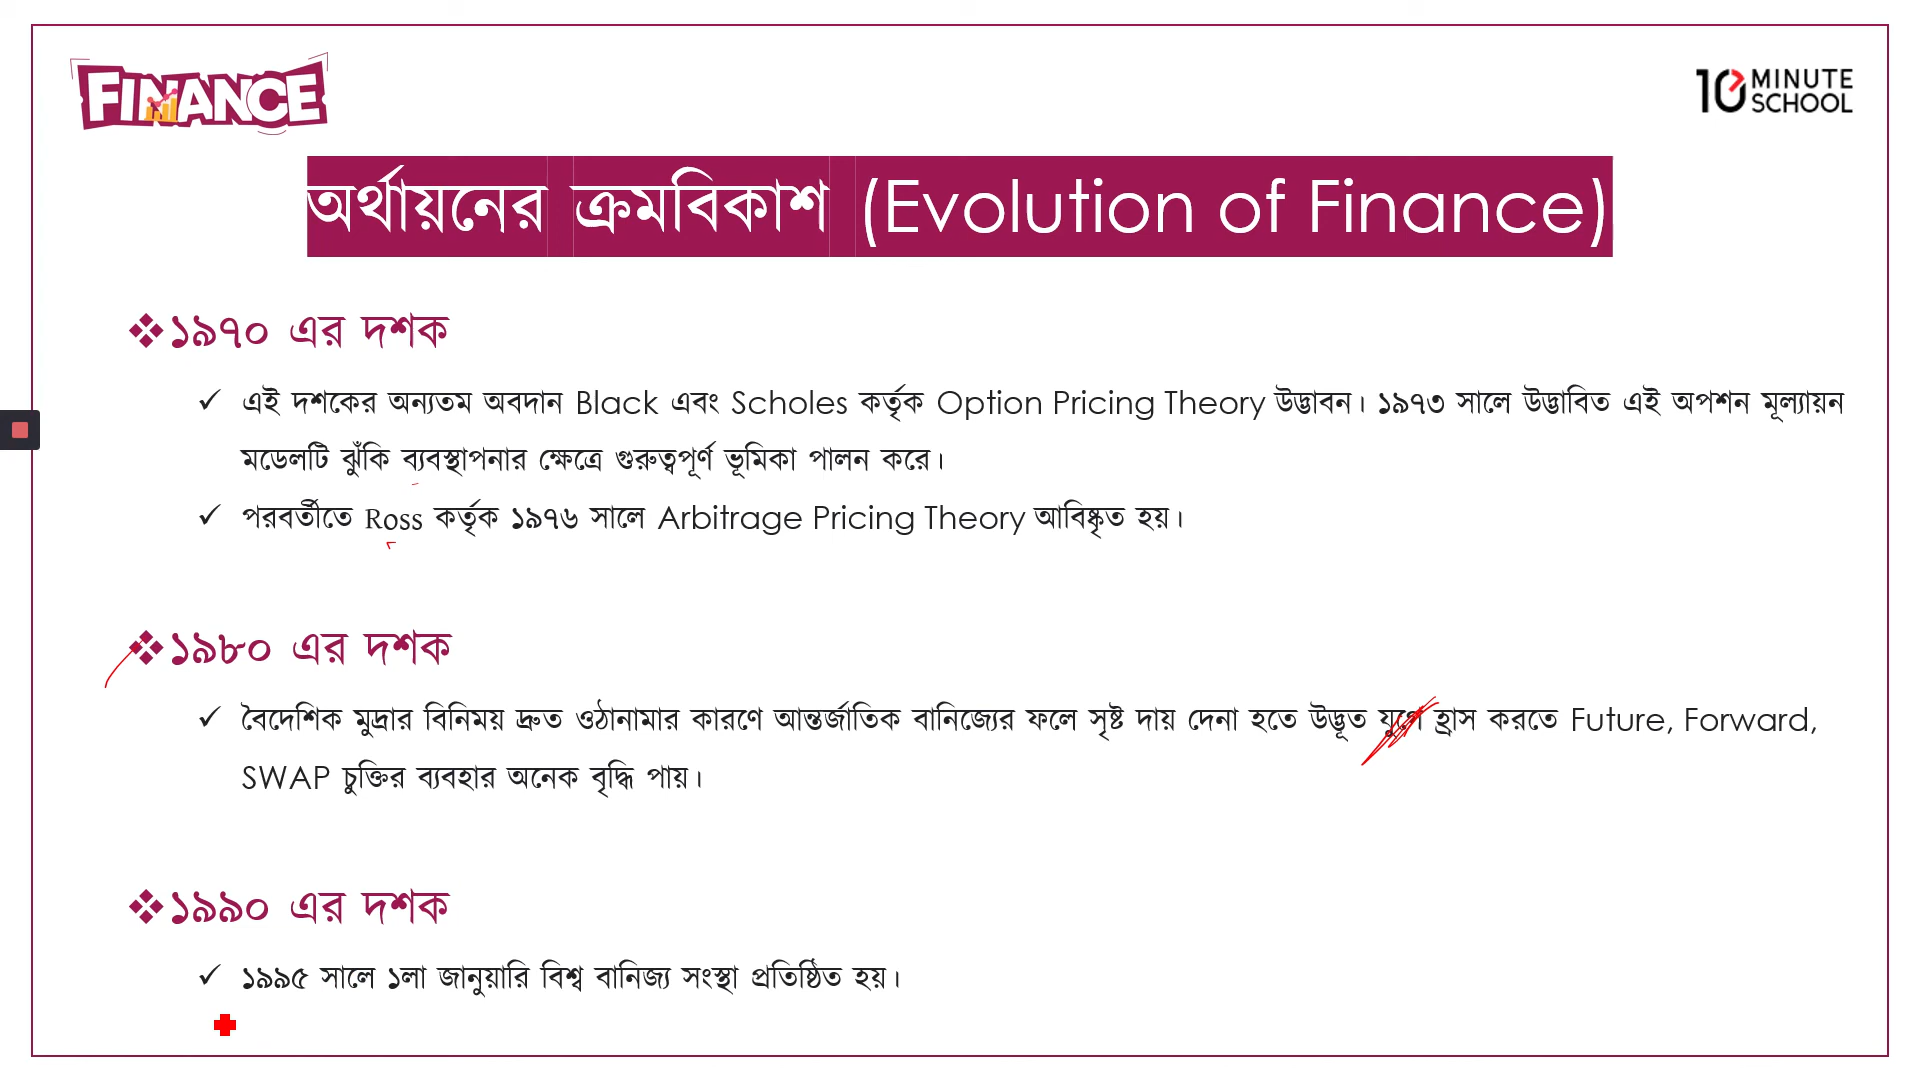 FINANCE
10 MINUTE SCHOOL
অর্থায়নের ক্রমবিকাশ (Evolution of Finance)
❖১৯৭০ এর দশক
✓ এই দশকের অন্যতম অবদান Black এবং Scholes কর্তৃক Option Pricing Theory উদ্ভাবন। ১৯৭৩ সালে উদ্ভাবিত এই অপশন মূল্যায়ন
মডেলটি ঝুঁকি ব্যবস্থাপনার ক্ষেত্রে গুরুত্বপূর্ণ ভূমিকা পালন করে।
✓ পরবর্তীতে Ross কর্তৃক ১৯৭৬ সালে Arbitrage Pricing Theory আবিষ্কৃত হয়।
❖১৯৮০ এর দশক
✓ বৈদেশিক মুদ্রার বিনিময় দ্রুত ওঠানামার কারণে আন্তর্জাতিক বানিজ্যের ফলে সৃষ্ট দায় দেনা হতে উদ্ভূত হ্রাস করতে Future, Forward,
SWAP চুক্তির ব্যবহার অনেক বৃদ্ধি পায়।
❖১৯৯০ এর দশক
✓ ১৯৯৫ সালে ১লা জানুয়ারি বিশ্ব বানিজ্য সংস্থা প্রতিষ্ঠিত হয়।